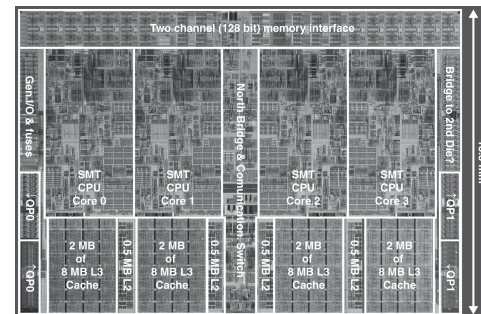 Two channel (128 bit) memory interface
Gen.I/O & fuses
North Bridge & Communication Switch
Bridge to 2nd Die?
SMT
CPU
Core 0
SMT
CPU
Core 1
SMT
CPU
Core 2
SMT
CPU
Core 3
QP0
QP1
2 MB
of
8 MB L3
Cache
0.5 MB L2
2 MB
of
8 MB L3
Cache
0.5 MB L2
0.5 MB L2
2 MB
of
8 MB L3
Cache
0.5 MB L2
2 MB
of
8 MB L3
Cache
QP0
QP1